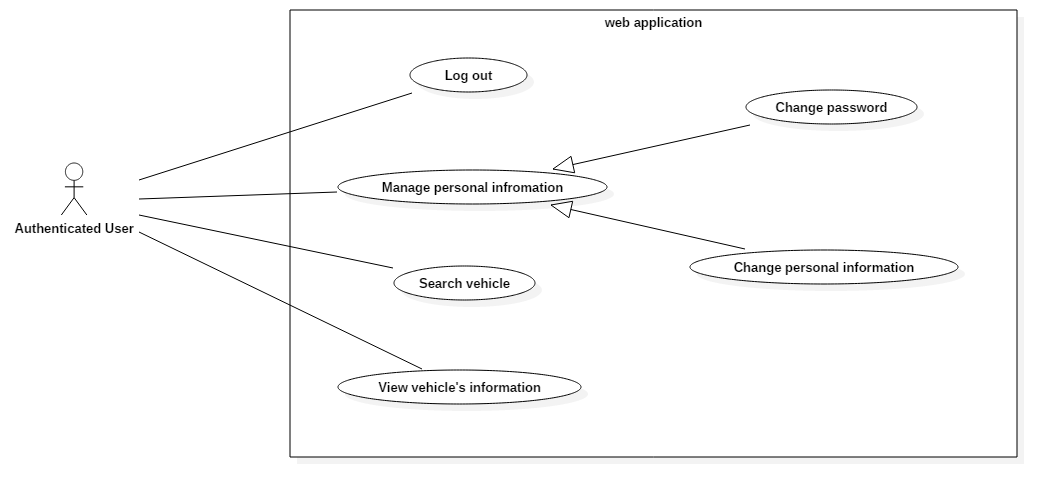 web application
Log out
Change password
Manage personal infromation
Authenticated User
Change personal information
Search vehicle
View vehicle's information